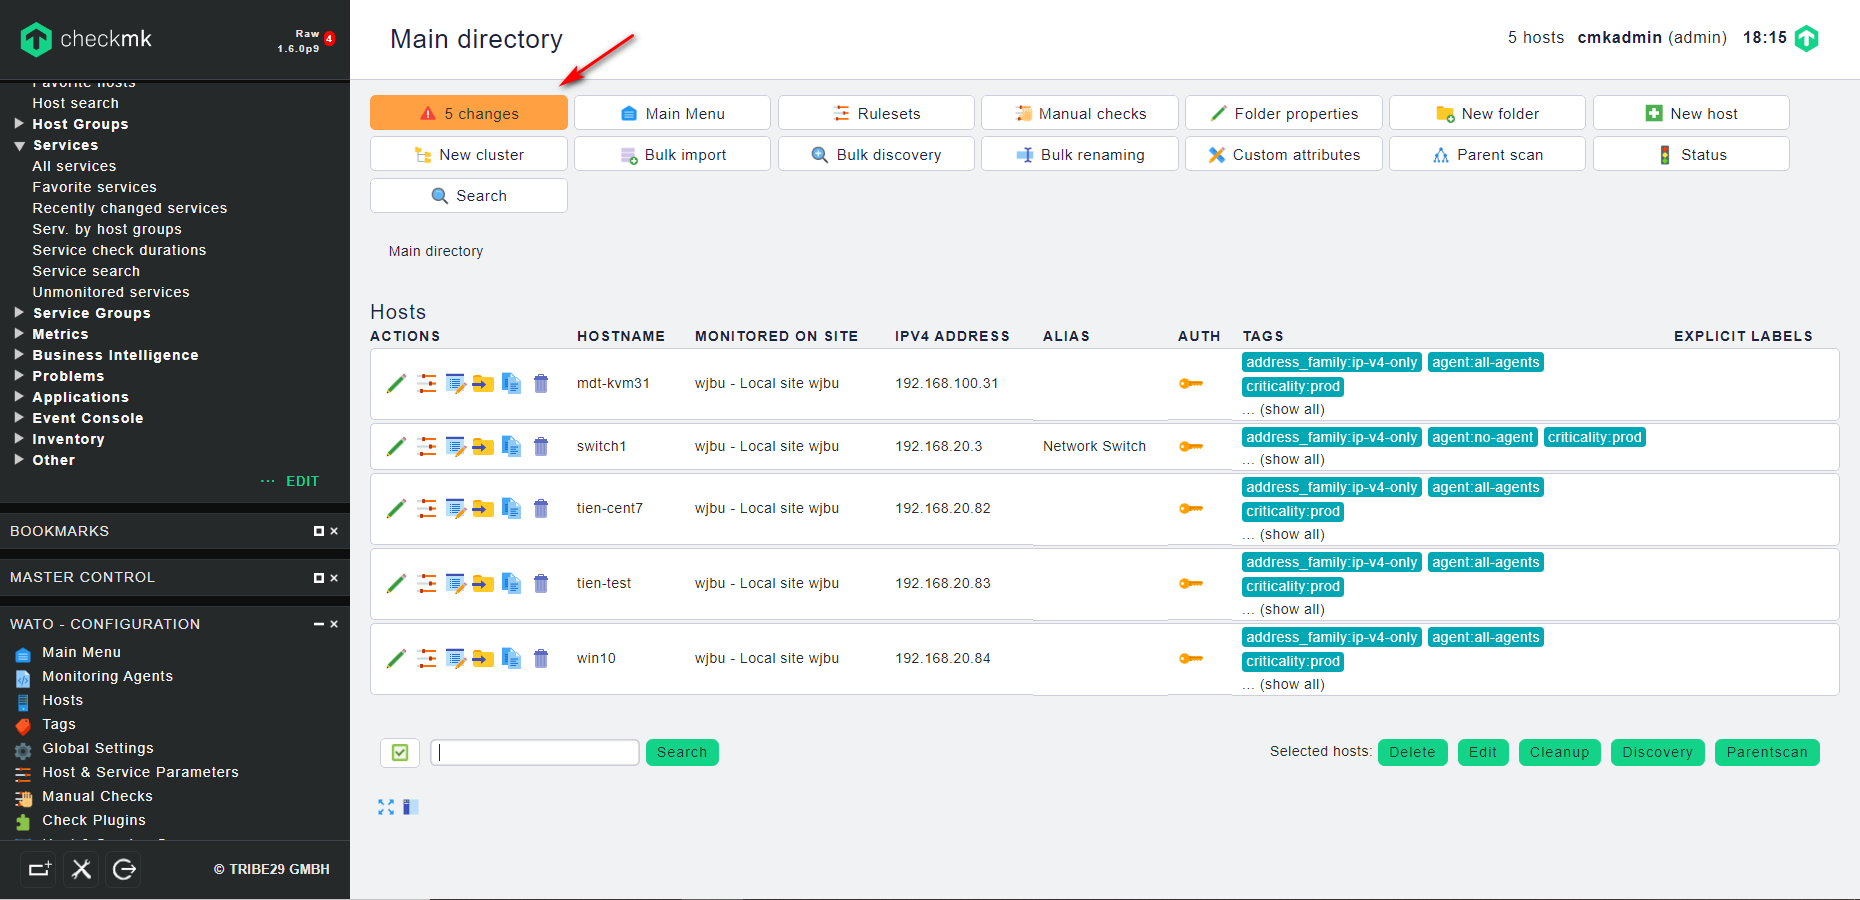 checkmk
Raw
1.6.0p9
4
Favorite hosts
Host search
Host Groups
Services
All services
Favorite services
Recently changed services
Serv. by host groups
Service check durations
Service search
Unmonitored services
Service Groups
Metrics
Business Intelligence
Problems
Applications
Event Console
Inventory
Other
... EDIT
BOOKMARKS
MASTER CONTROL
WATO - CONFIGURATION
Main Menu
Monitoring Agents
Hosts
Tags
Global Settings
Host & Service Parameters
Manual Checks
Check Plugins
© TRIBE29 GMBH
Main directory
5 hosts cmkadmin (admin) 18:15
5 changes Main Menu Rulesets Manual checks Folder properties New folder New host
New cluster Bulk import Bulk discovery Bulk renaming Custom attributes Parent scan Status
Search
Main directory
Hosts
ACTIONS HOSTNAME MONITORED ON SITE IPV4 ADDRESS ALIAS AUTH TAGS EXPLICIT LABELS
mdt-kvm31 wjbu - Local site wjbu 192.168.100.31 address_family:ip-v4-only agent:all-agents
criticality:prod
... (show all)
switch1 wjbu - Local site wjbu 192.168.20.3 Network Switch address_family:ip-v4-only agent:no-agent criticality:prod
... (show all)
tien-cent7 wjbu - Local site wjbu 192.168.20.82 address_family:ip-v4-only agent:all-agents
criticality:prod
... (show all)
tien-test wjbu - Local site wjbu 192.168.20.83 address_family:ip-v4-only agent:all-agents
criticality:prod
... (show all)
win10 wjbu - Local site wjbu 192.168.20.84 address_family:ip-v4-only agent:all-agents
criticality:prod
... (show all)
Search
Selected hosts: Delete Edit Cleanup Discovery Parentscan